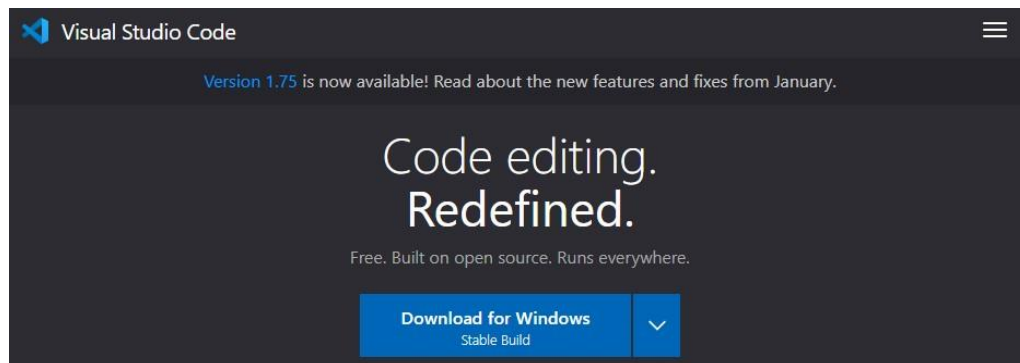 Visual Studio Code
Version 1.75 is now available! Read about the new features and fixes from January.
Code editing.
Redefined.
Free. Built on open source. Runs everywhere.
Download for Windows
Stable Build